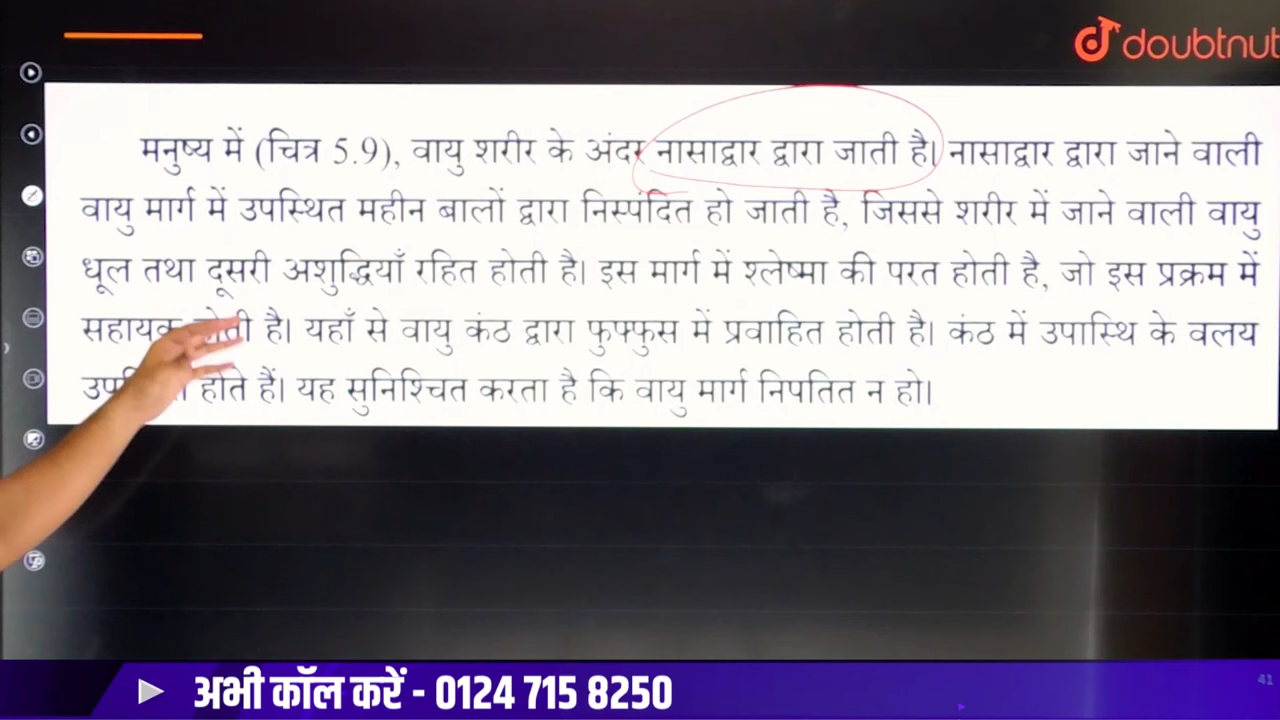 doubtnut
मनुष्य में (चित्र 5.9), वायु शरीर के अंदर नासाद्वार द्वारा जाती है। नासाद्वार द्वारा जाने वाली
वायु मार्ग में उपस्थित महीन बालों द्वारा निस्पंदित हो जाती है, जिससे शरीर में जाने वाली वायु
धूल तथा दूसरी अशुद्धियाँ रहित होती है। इस मार्ग में श्लेष्मा की परत होती है, जो इस प्रक्रम में
सहायक होती है। यहाँ से वायु कंठ द्वारा फुफ्फुस में प्रवाहित होती है। कंठ में उपास्थि के वलय
होते हैं। यह सुनिश्चित करता है कि वायु मार्ग निपतित न हो।
अभी कॉल करें - 0124 715 8250
41